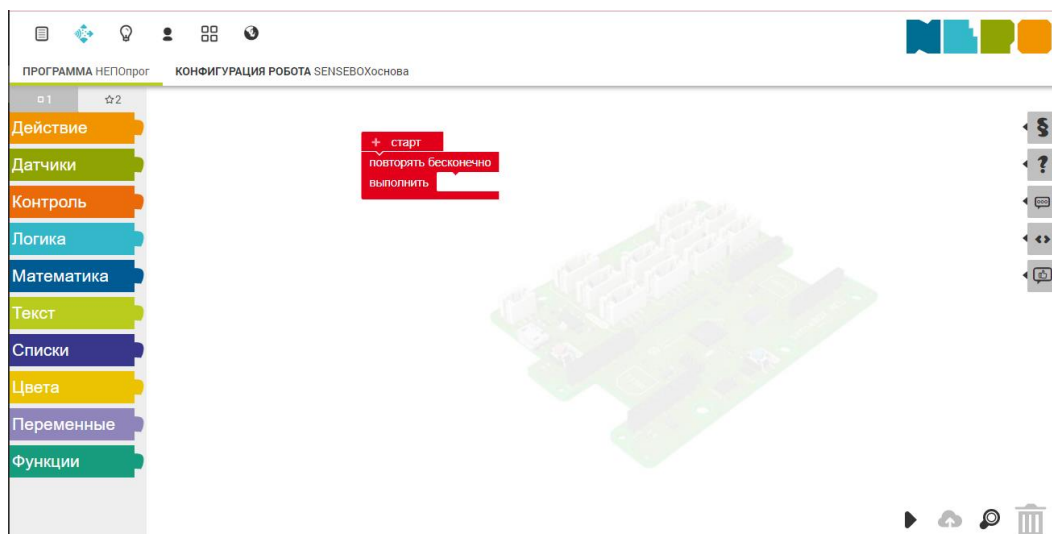 ПРОГРАММА НЕПОпрог
КОНФИГУРАЦИЯ РОБОТА SENSEBOXоснова
1
2
Действие
Датчики
Контроль
Логика
Математика
Текст
Списки
Цвета
Переменные
Функции
+ старт
повторять бесконечно
выполнить